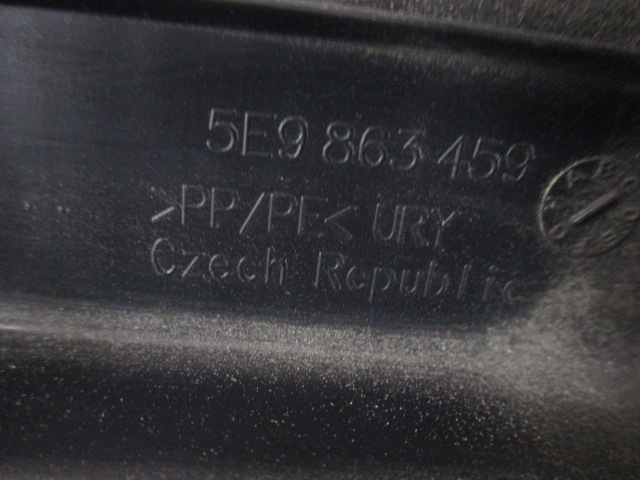 5E9 863 459
>PP/PE< URY
Czech Republic